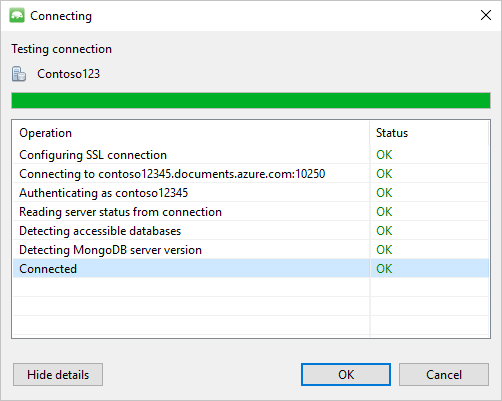 Connecting
Testing connection
Contoso123
Operation Status
Configuring SSL connection OK
Connecting to contoso12345.documents.azure.com:10250 OK
Authenticating as contoso12345 OK
Reading server status from connection OK
Detecting accessible databases OK
Detecting MongoDB server version OK
Connected OK
Hide details OK Cancel